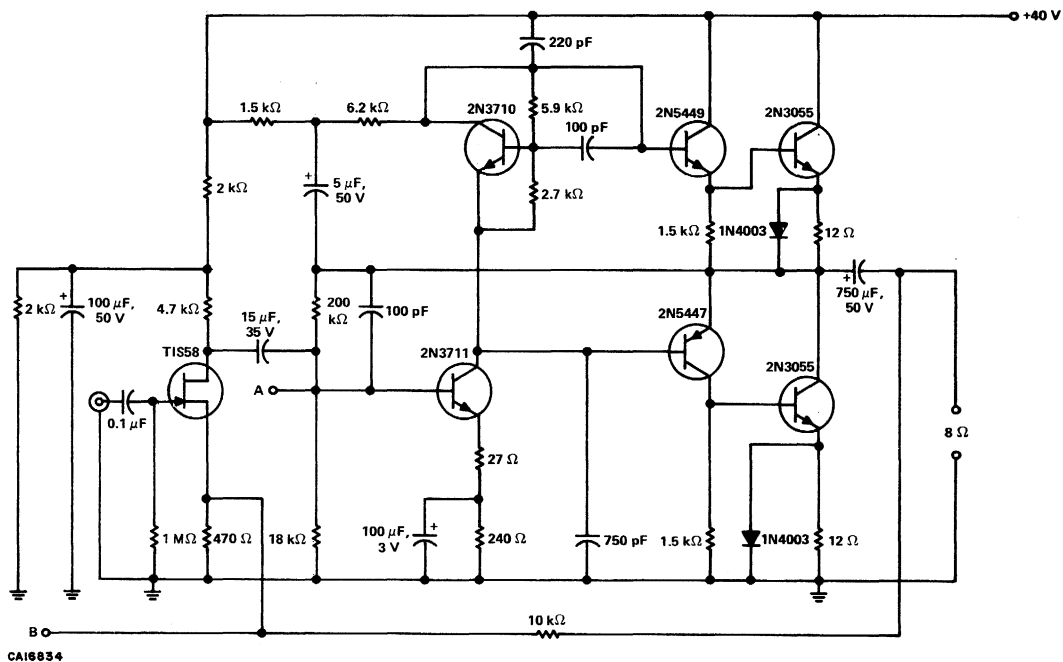 +40 V
220 pF
1.5 kΩ
6.2 kΩ
2N3710
5.9 kΩ
100 pF
2N5449
2N3055
2 kΩ
+
5 μF,
50 V
2.7 kΩ
1.5 kΩ
1N4003
12 Ω
2 kΩ
+
100 μF,
50 V
4.7 kΩ
15 μF,
35 V
200
kΩ
100 pF
+
750 μF,
50 V
TIS58
2N3711
2N5447
2N3055
A
0.1 μF
8 Ω
27 Ω
1 MΩ
470 Ω
18 kΩ
100 μF,
3 V
+
240 Ω
750 pF
1.5 kΩ
1N4003
12 Ω
10 kΩ
B
CA16834